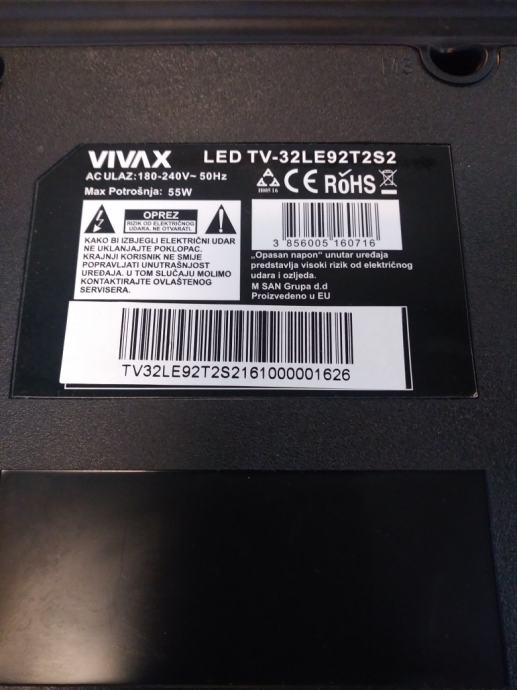 M8
VIVAX LED TV-32LE92T2S2
AC ULAZ:180-240V~ 50Hz
Max Potrošnja: 55W
CE RoHS
OPREZ
RIZIK OD ELEKTRIČNOG
UDARA. NE OTVARATI.
3 856005 160716
KAKO BI IZBJEGLI ELEKTRIČNI UDAR
NE UKLANJAJTE POKLOPAC.
KRAJNJI KORISNIK NE SMIJE
POPRAVLJATI UNUTRAŠNJOST
UREĐAJA. U TOM SLUČAJU MOLIMO
KONTAKTIRAJTE OVLAŠTENOG
SERVISERA.
„Opasan napon" unutar uređaja
predstavlja visoki rizik od električnog
udara i ozljeda.
M SAN Grupa d.d
Proizvedeno u EU
TV32LE92T2S2161000001626